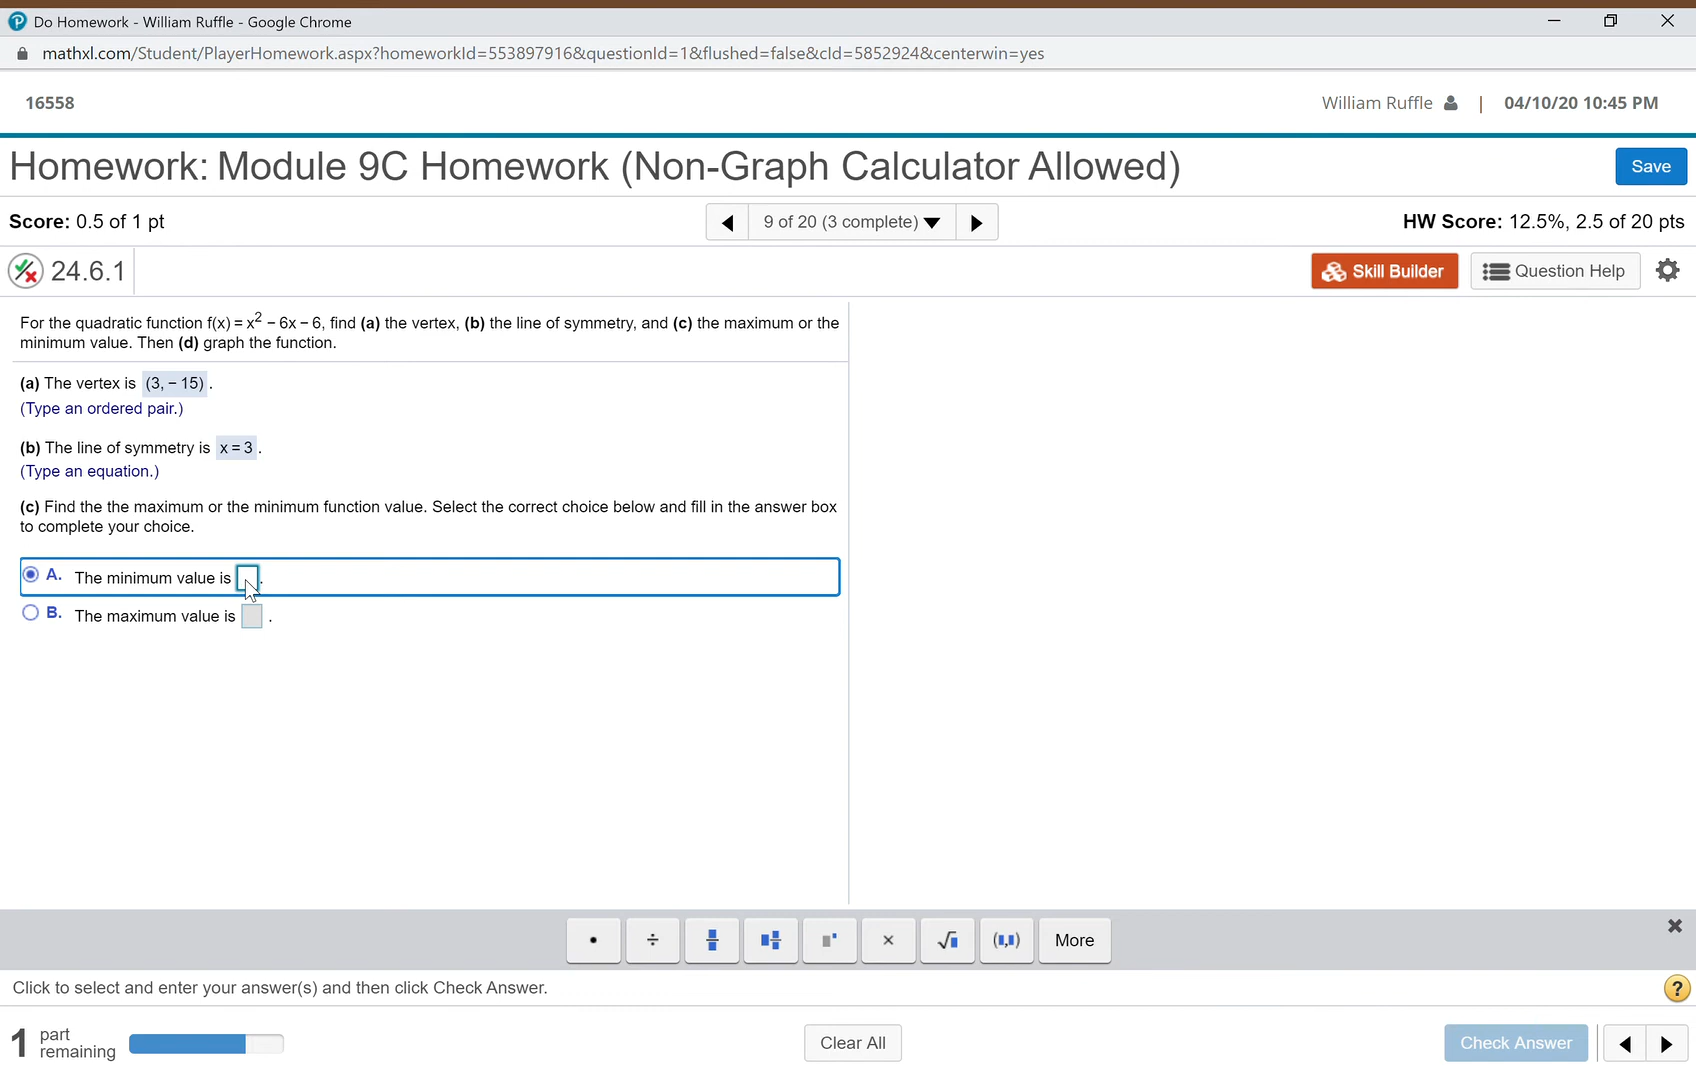 Do Homework - William Ruffle - Google Chrome
mathxl.com/Student/PlayerHomework.aspx?homeworkId=553897916&questionId=1&flushed=false&cId=5852924&centerwin=yes
16558
William Ruffle | 04/10/20 10:45 PM
Homework: Module 9C Homework (Non-Graph Calculator Allowed)
Save
Score: 0.5 of 1 pt
9 of 20 (3 complete)
HW Score: 12.5%, 2.5 of 20 pts
24.6.1
Skill Builder
Question Help
For the quadratic function f(x) = x² − 6x − 6, find (a) the vertex, (b) the line of symmetry, and (c) the maximum or the
minimum value. Then (d) graph the function.
(a) The vertex is (3, − 15) .
(Type an ordered pair.)
(b) The line of symmetry is x = 3 .
(Type an equation.)
(c) Find the the maximum or the minimum function value. Select the correct choice below and fill in the answer box
to complete your choice.
A. The minimum value is .
B. The maximum value is .
• ÷ × √ (,) More
Click to select and enter your answer(s) and then click Check Answer.
?
1 part
remaining
Clear All
Check Answer